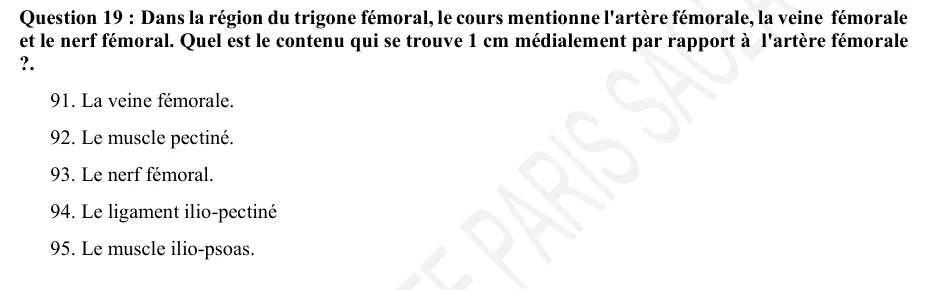 Question 19 : Dans la région du trigone fémoral, le cours mentionne l'artère fémorale, la veine fémorale
et le nerf fémoral. Quel est le contenu qui se trouve 1 cm médialement par rapport à l'artère fémorale
?.
91. La veine fémorale.
92. Le muscle pectiné.
93. Le nerf fémoral.
94. Le ligament ilio-pectiné
95. Le muscle ilio-psoas.
PARIS